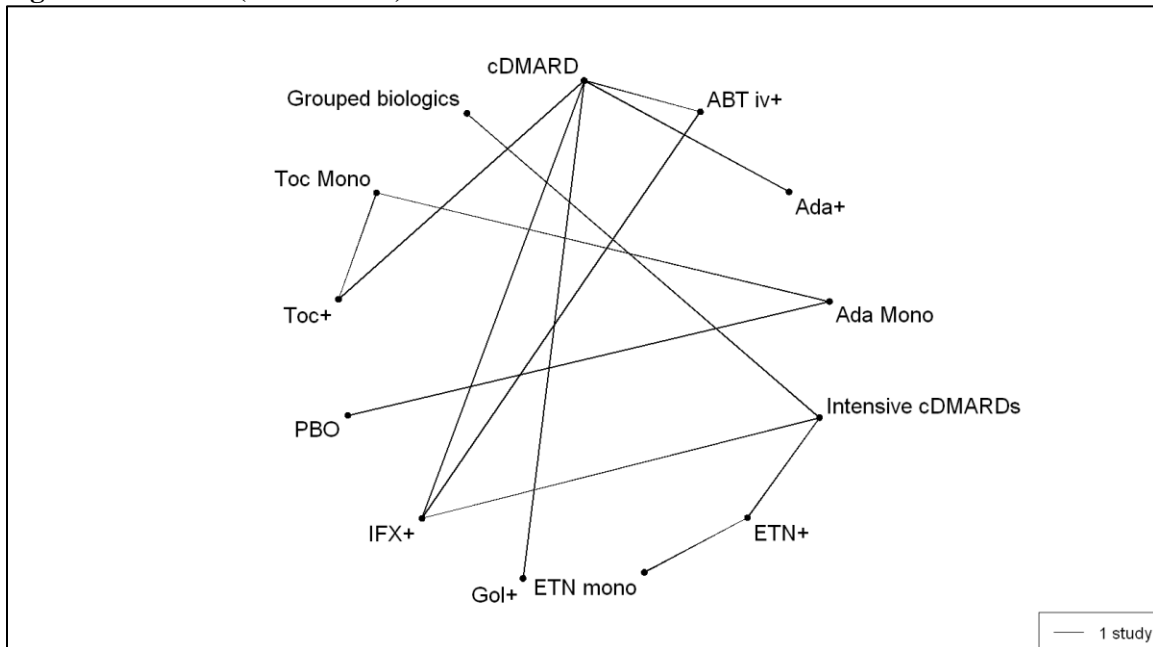 cDMARD
Grouped biologics
ABT iv+
Toc Mono
Ada+
Toc+
Ada Mono
PBO
Intensive cDMARDs
IFX+
ETN+
Gol+
ETN mono
1 study